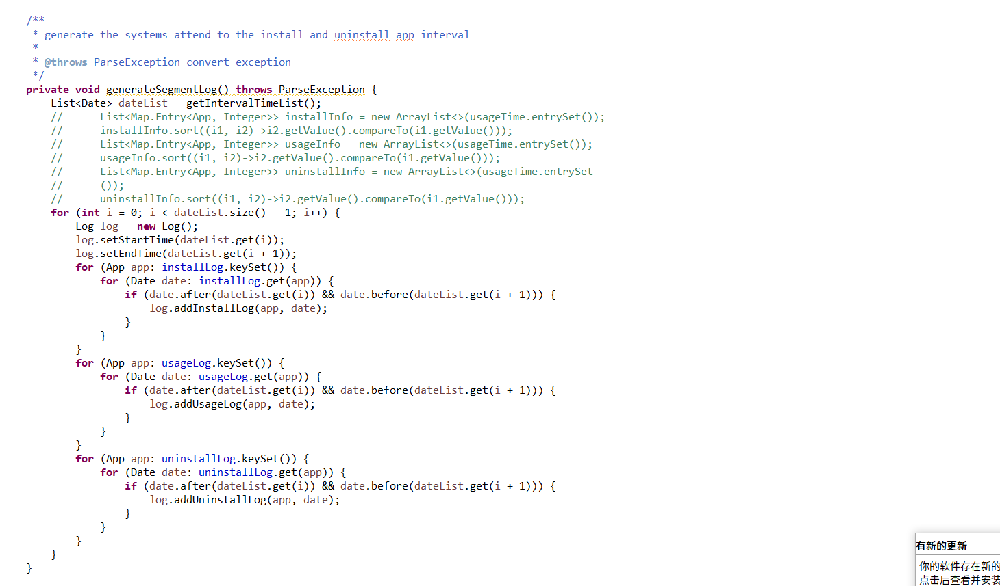 /**
 * generate the systems attend to the install and uninstall app interval
 *
 * @throws ParseException convert exception
 */
private void generateSegmentLog() throws ParseException {
    List<Date> dateList = getIntervalTimeList();
    //      List<Map.Entry<App, Integer>> installInfo = new ArrayList<>(usageTime.entrySet());
    //      installInfo.sort((i1, i2)->i2.getValue().compareTo(i1.getValue()));
    //      List<Map.Entry<App, Integer>> usageInfo = new ArrayList<>(usageTime.entrySet());
    //      usageInfo.sort((i1, i2)->i2.getValue().compareTo(i1.getValue()));
    //      List<Map.Entry<App, Integer>> uninstallInfo = new ArrayList<>(usageTime.entrySet
    //      ());
    //      uninstallInfo.sort((i1, i2)->i2.getValue().compareTo(i1.getValue()));
    for (int i = 0; i < dateList.size() - 1; i++) {
        Log log = new Log();
        log.setStartTime(dateList.get(i));
        log.setEndTime(dateList.get(i + 1));
        for (App app: installLog.keySet()) {
            for (Date date: installLog.get(app)) {
                if (date.after(dateList.get(i)) && date.before(dateList.get(i + 1))) {
                    log.addInstallLog(app, date);
                }
            }
        }
        for (App app: usageLog.keySet()) {
            for (Date date: usageLog.get(app)) {
                if (date.after(dateList.get(i)) && date.before(dateList.get(i + 1))) {
                    log.addUsageLog(app, date);
                }
            }
        }
        for (App app: uninstallLog.keySet()) {
            for (Date date: uninstallLog.get(app)) {
                if (date.after(dateList.get(i)) && date.before(dateList.get(i + 1))) {
                    log.addUninstallLog(app, date);
                }
            }
        }
    }
}
有新的更新
你的软件存在新的
点击后查看并安装